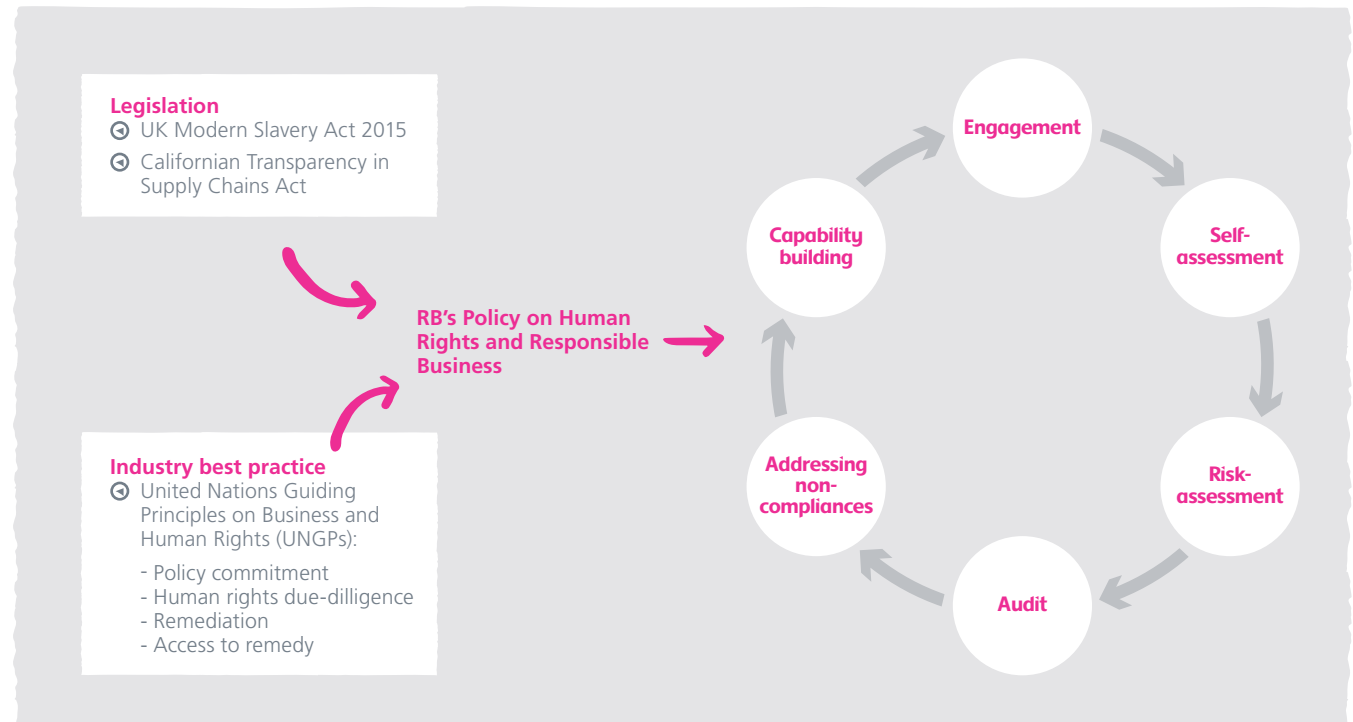 Legislation
UK Modern Slavery Act 2015
Californian Transparency in
Supply Chains Act
Industry best practice
United Nations Guiding
Principles on Business and
Human Rights (UNGPs):
- Policy commitment
- Human rights due-dilligence
- Remediation
- Access to remedy
RB's Policy on Human
Rights and Responsible
Business
Engagement
Self-
assessment
Risk-
assessment
Audit
Addressing
non-
compliances
Capability
building